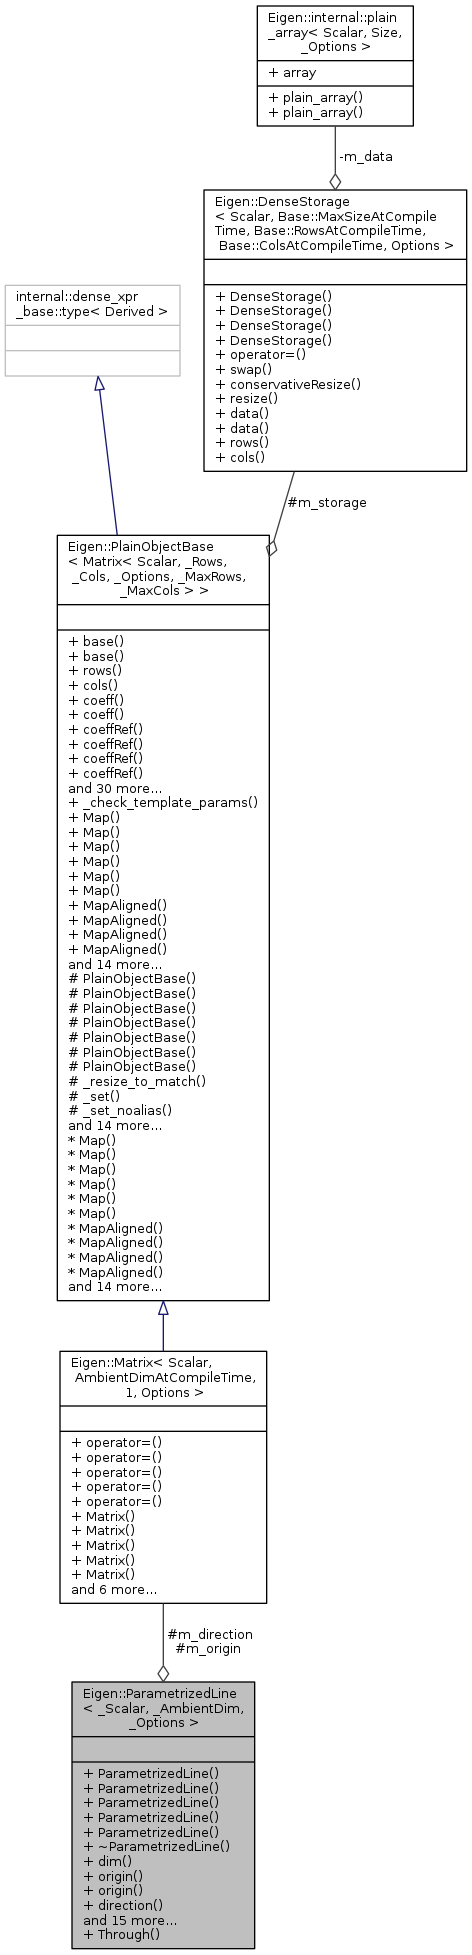 Eigen::internal::plain
_array< Scalar, Size,
_Options >
+ array
+ plain_array()
+ plain_array()
-m_data
Eigen::DenseStorage
< Scalar, Base::MaxSizeAtCompile
Time, Base::RowsAtCompileTime,
Base::ColsAtCompileTime, Options >
+ DenseStorage()
+ DenseStorage()
+ DenseStorage()
+ DenseStorage()
+ operator=()
+ swap()
+ conservativeResize()
+ resize()
+ data()
+ data()
+ rows()
+ cols()
internal::dense_xpr
_base::type< Derived >
#m_storage
Eigen::PlainObjectBase
< Matrix< Scalar, _Rows,
_Cols, _Options, _MaxRows,
_MaxCols > >
+ base()
+ base()
+ rows()
+ cols()
+ coeff()
+ coeff()
+ coeffRef()
+ coeffRef()
+ coeffRef()
+ coeffRef()
and 30 more...
+ _check_template_params()
+ Map()
+ Map()
+ Map()
+ Map()
+ Map()
+ Map()
+ MapAligned()
+ MapAligned()
+ MapAligned()
+ MapAligned()
and 14 more...
# PlainObjectBase()
# PlainObjectBase()
# PlainObjectBase()
# PlainObjectBase()
# PlainObjectBase()
# PlainObjectBase()
# PlainObjectBase()
# _resize_to_match()
# _set()
# _set_noalias()
and 14 more...
* Map()
* Map()
* Map()
* Map()
* Map()
* Map()
* MapAligned()
* MapAligned()
* MapAligned()
* MapAligned()
and 14 more...
Eigen::Matrix< Scalar,
AmbientDimAtCompileTime,
1, Options >
+ operator=()
+ operator=()
+ operator=()
+ operator=()
+ operator=()
+ Matrix()
+ Matrix()
+ Matrix()
+ Matrix()
+ Matrix()
and 6 more...
#m_direction
#m_origin
Eigen::ParametrizedLine
< _Scalar, _AmbientDim,
_Options >
+ ParametrizedLine()
+ ParametrizedLine()
+ ParametrizedLine()
+ ParametrizedLine()
+ ParametrizedLine()
+ ~ParametrizedLine()
+ dim()
+ origin()
+ origin()
+ direction()
and 15 more...
+ Through()